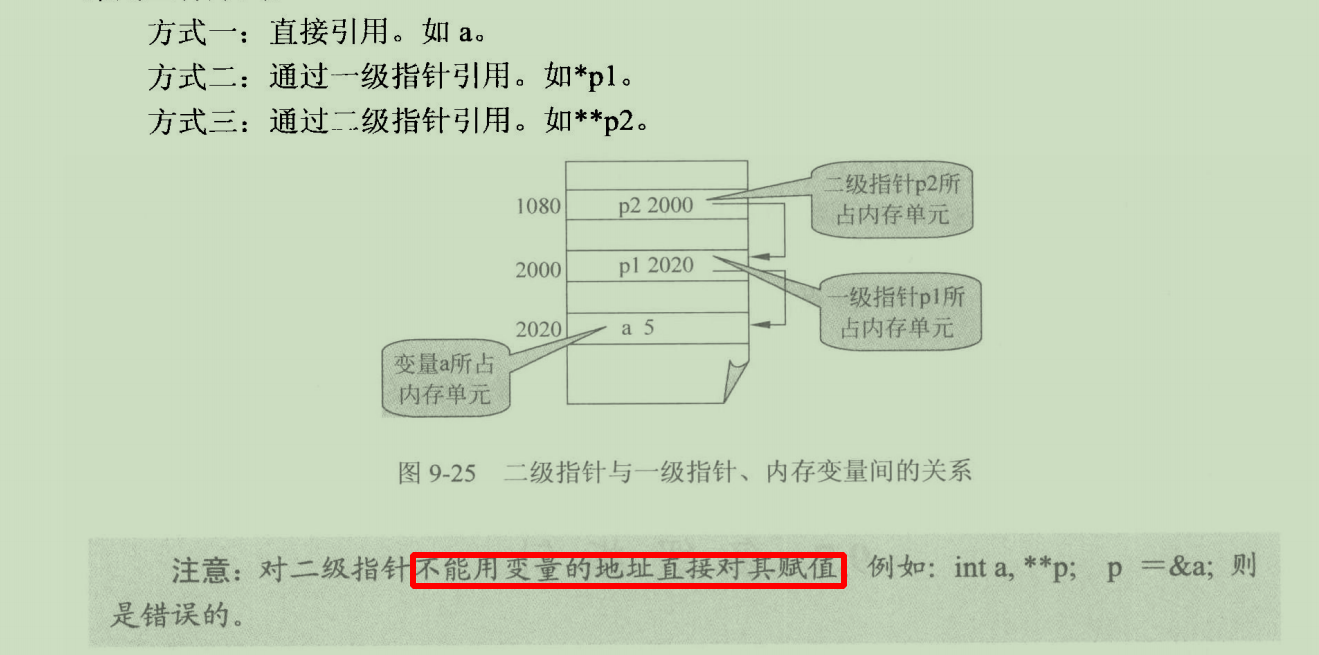 方式一：直接引用。如 a。
方式二：通过一级指针引用。如*p1。
方式三：通过二级指针引用。如**p2。
二级指针p2所
占内存单元
1080 p2 2000
2000 p1 2020
一级指针p1所
占内存单元
2020 a 5
变量a所占
内存单元
图 9-25 二级指针与一级指针、内存变量间的关系
注意：对二级指针不能用变量的地址直接对其赋值 例如：int a, **p; p =&a; 则
是错误的。